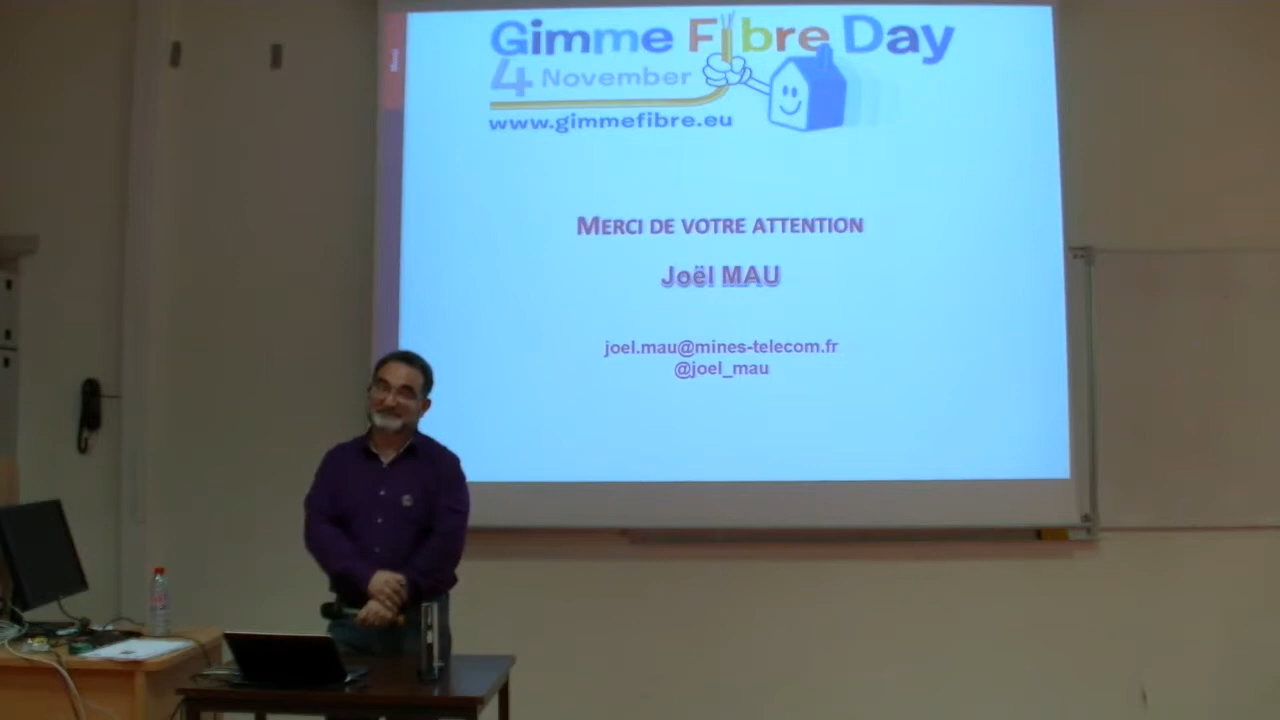 Gimme Fibre Day
4 November
www.gimmefibre.eu
MERCI DE VOTRE ATTENTION
Joël MAU
joel.mau@mines-telecom.fr
@joel_mau